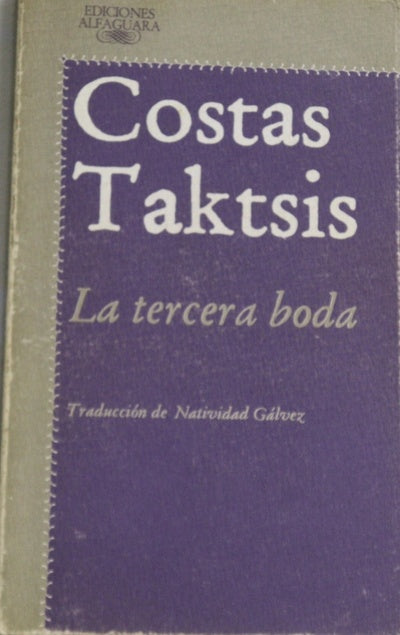 EDICIONES
ALFAGUARA
Costas
Taktsis
La tercera boda
Traducción de Natividad Gálvez